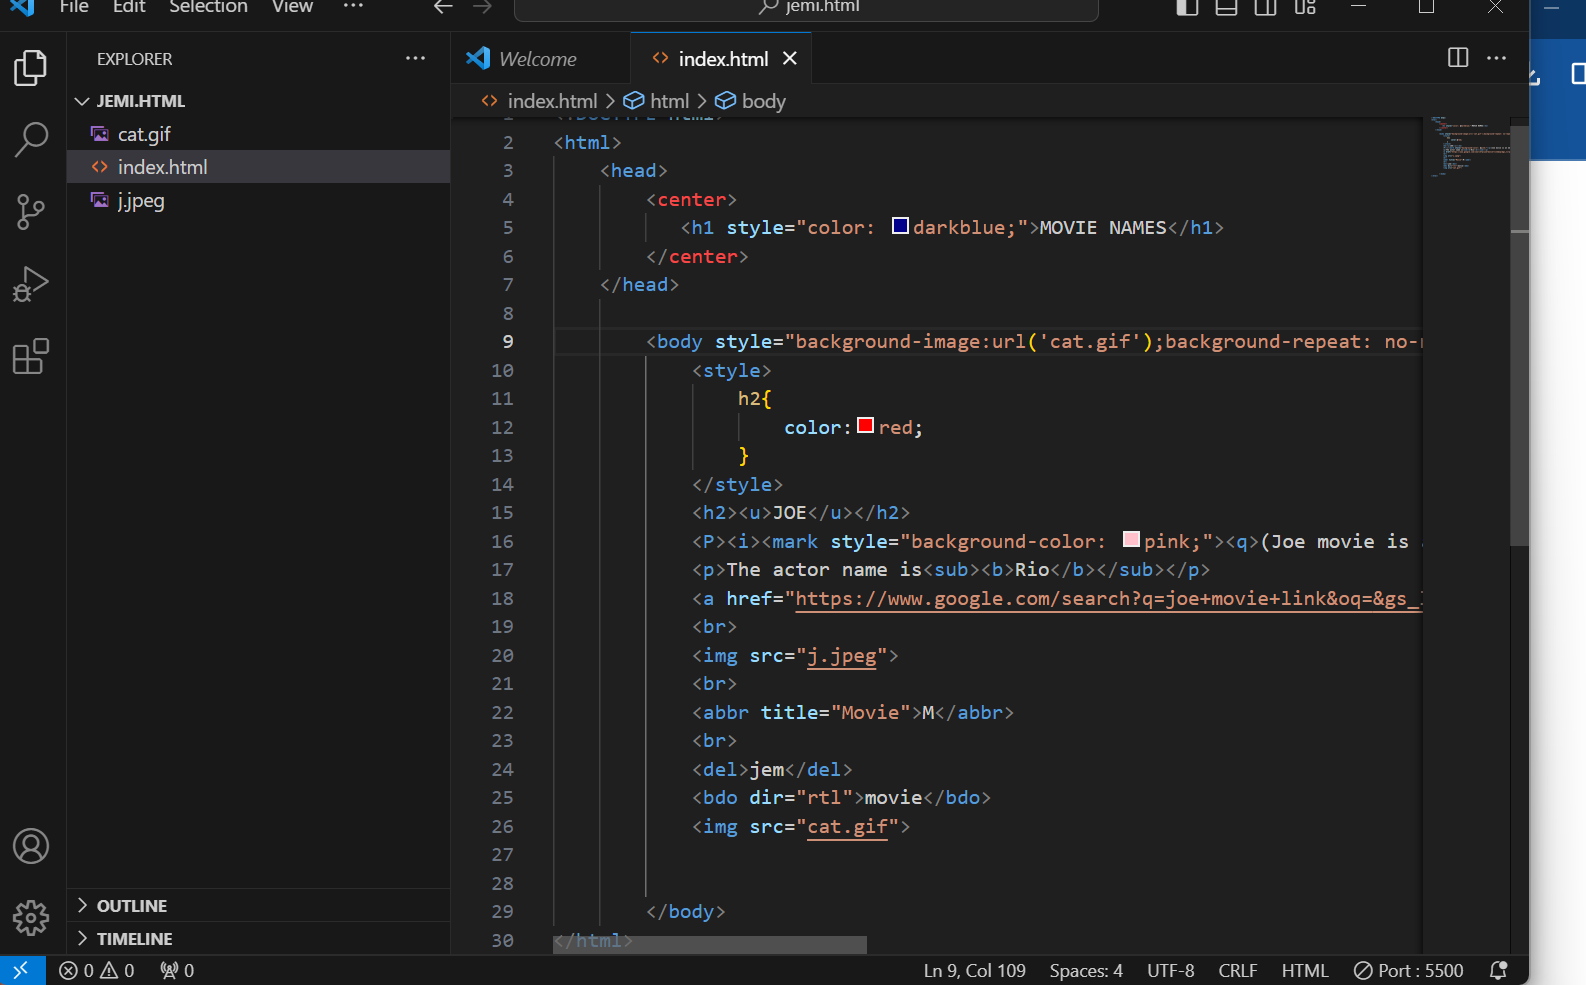 File Edit Selection View ··· jemi.html
EXPLORER ···
Welcome
index.html
JEMI.HTML
cat.gif
index.html
j.jpeg
index.html > html > body
1 <!DOCTYPE html>
2 <html>
3 <head>
4 <center>
5 <h1 style="color: darkblue;">MOVIE NAMES</h1>
6 </center>
7 </head>
8
9 <body style="background-image:url('cat.gif');background-repeat: no-
10 <style>
11 h2{
12 color: red;
13 }
14 </style>
15 <h2><u>JOE</u></h2>
16 <P><i><mark style="background-color: pink;"><q>(Joe movie is
17 <p>The actor name is<sub><b>Rio</b></sub></p>
18 <a href="https://www.google.com/search?q=joe+movie+link&oq=&gs_
19 <br>
20 <img src="j.jpeg">
21 <br>
22 <abbr title="Movie">M</abbr>
23 <br>
24 <del>jem</del>
25 <bdo dir="rtl">movie</bdo>
26 <img src="cat.gif">
27
28
29 </body>
30 </html>
OUTLINE
TIMELINE
0 0 0 Ln 9, Col 109 Spaces: 4 UTF-8 CRLF HTML Port : 5500